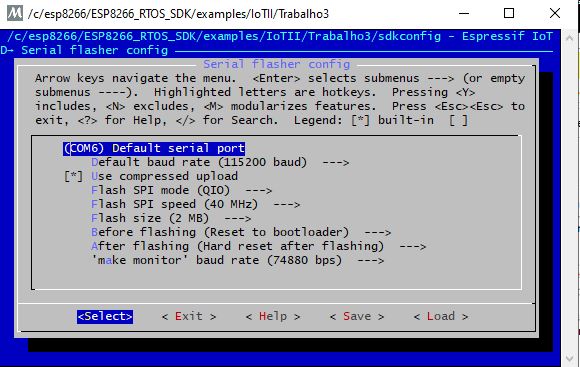 M /c/esp8266/ESP8266_RTOS_SDK/examples/IoTII/Trabalho3
/c/esp8266/ESP8266_RTOS_SDK/examples/IoTII/Trabalho3/sdkconfig - Espressif IoT
D→ Serial flasher config
Serial flasher config
Arrow keys navigate the menu.  <Enter> selects submenus ---> (or empty
submenus ----).  Highlighted letters are hotkeys.  Pressing <Y>
includes, <N> excludes, <M> modularizes features.  Press <Esc><Esc> to
exit, <?> for Help, </> for Search.  Legend: [*] built-in  [ ]
(COM6) Default serial port
Default baud rate (115200 baud)  --->
[*] Use compressed upload
Flash SPI mode (QIO)  --->
Flash SPI speed (40 MHz)  --->
Flash size (2 MB)  --->
Before flashing (Reset to bootloader)  --->
After flashing (Hard reset after flashing)  --->
'make monitor' baud rate (74880 bps)  --->
<Select>    < Exit >    < Help >    < Save >    < Load >